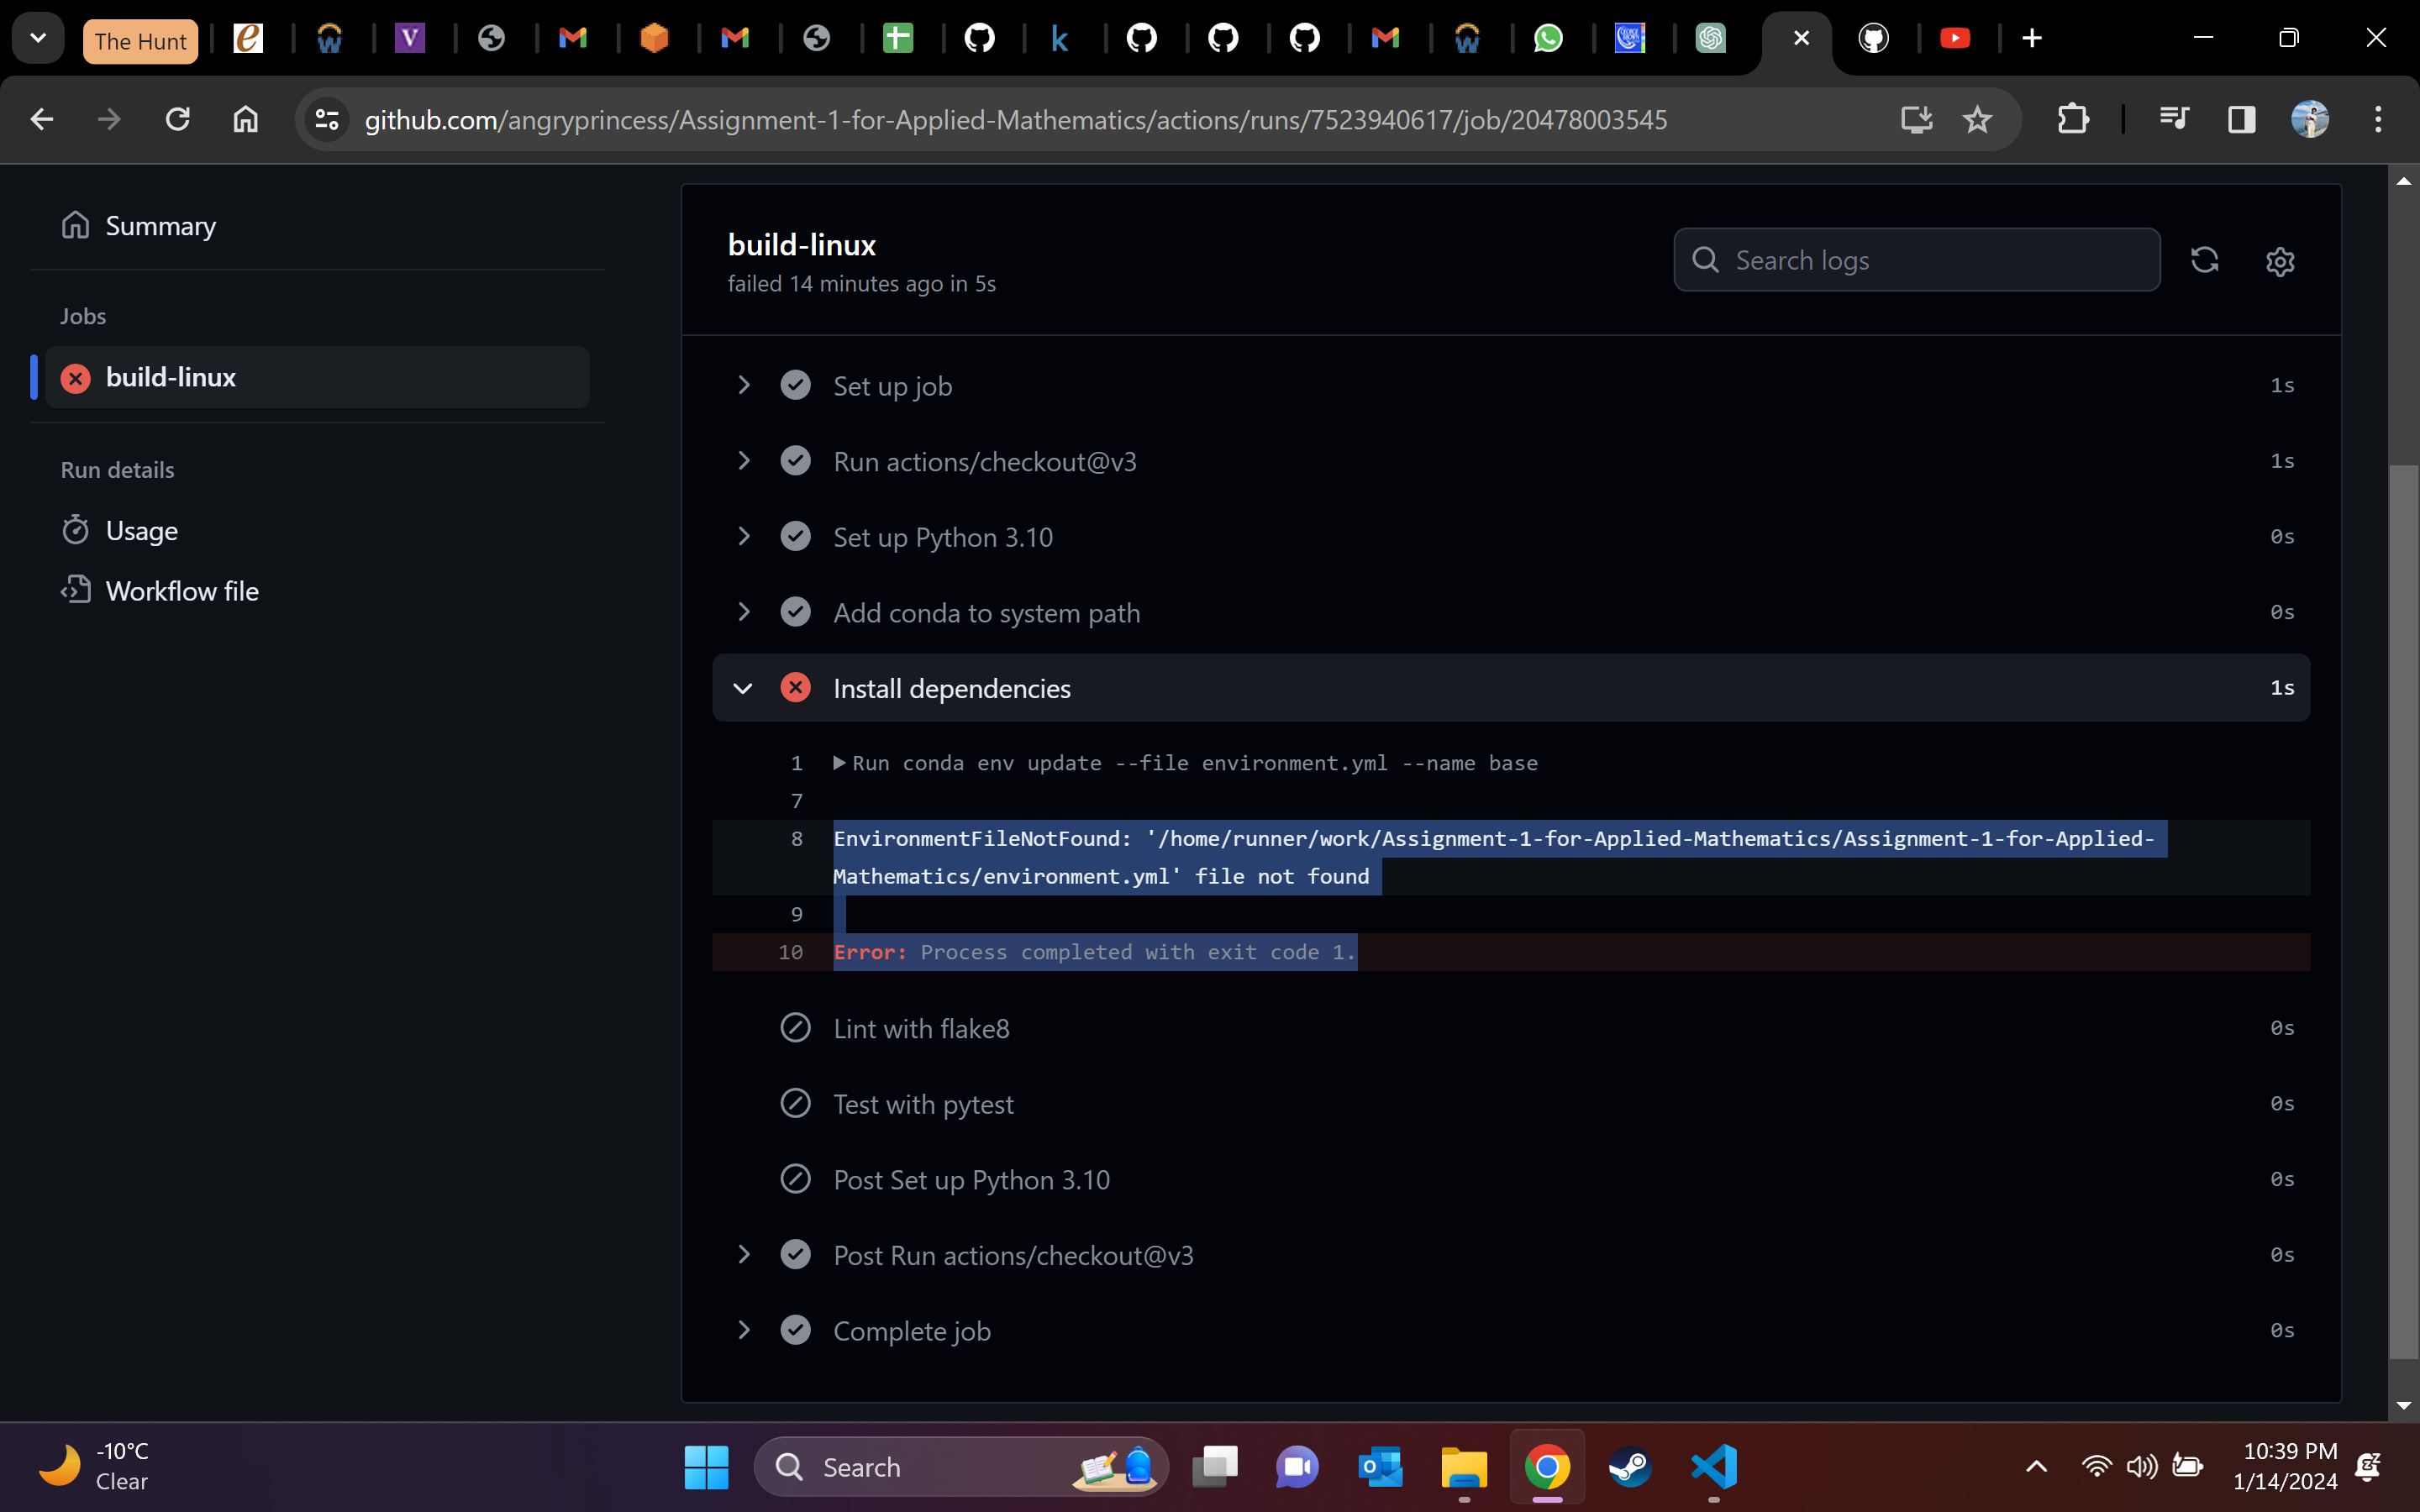 The Hunt
github.com/angryprincess/Assignment-1-for-Applied-Mathematics/actions/runs/7523940617/job/20478003545
Summary
Jobs
build-linux
Run details
Usage
Workflow file
build-linux
failed 14 minutes ago in 5s
Search logs
Set up job 1s
Run actions/checkout@v3 1s
Set up Python 3.10 0s
Add conda to system path 0s
Install dependencies 1s
1 Run conda env update --file environment.yml --name base
7
8 EnvironmentFileNotFound: '/home/runner/work/Assignment-1-for-Applied-Mathematics/Assignment-1-for-Applied-
Mathematics/environment.yml' file not found
9
10 Error: Process completed with exit code 1.
Lint with flake8 0s
Test with pytest 0s
Post Set up Python 3.10 0s
Post Run actions/checkout@v3 0s
Complete job 0s
-10°C
Clear
Search
10:39 PM
1/14/2024